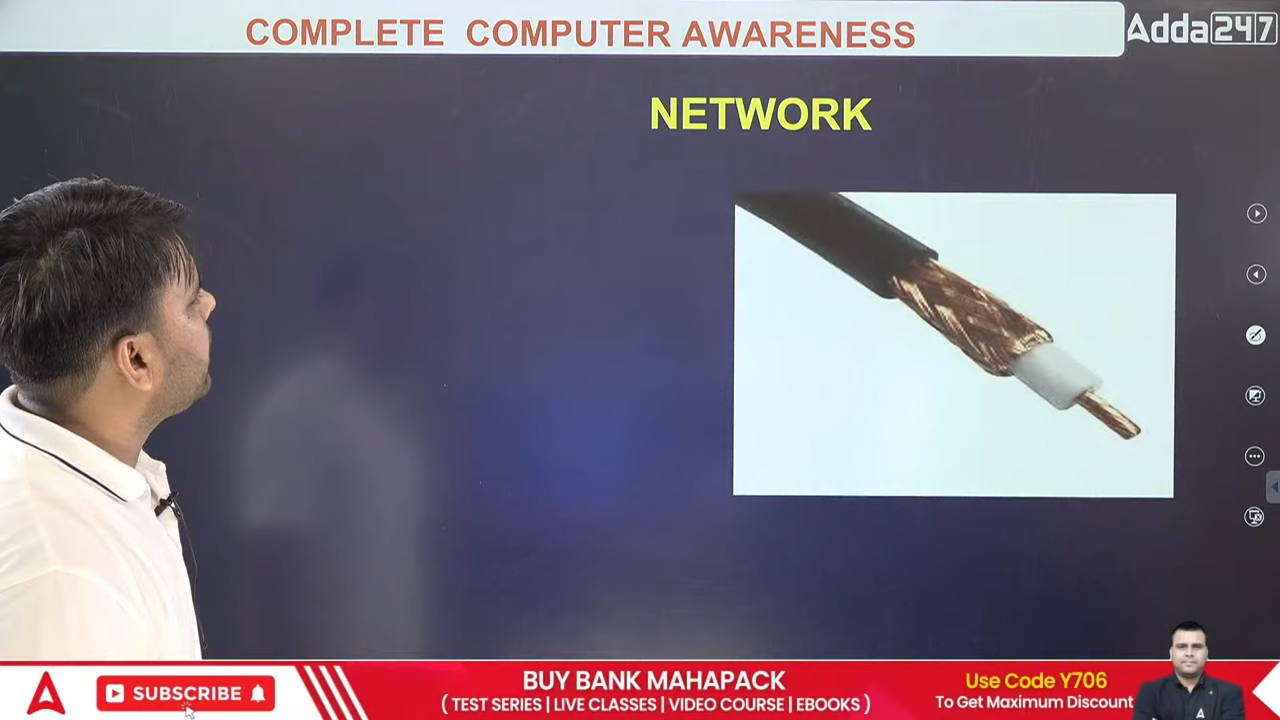 COMPLETE COMPUTER AWARENESS
Adda247
NETWORK
SUBSCRIBE
BUY BANK MAHAPACK
( TEST SERIES | LIVE CLASSES | VIDEO COURSE | EBOOKS )
Use Code Y706
To Get Maximum Discount